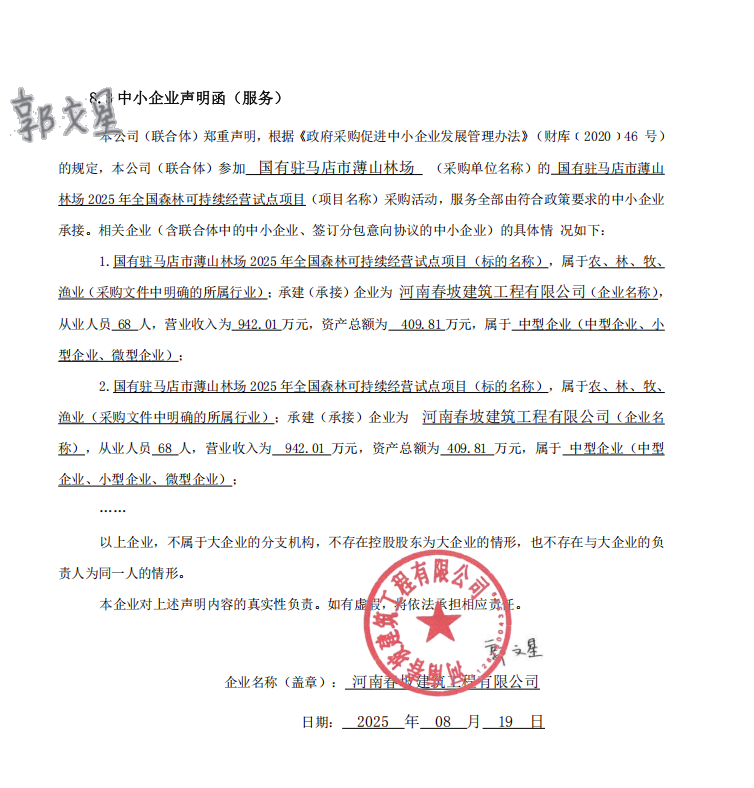 8. 中小企业声明函（服务）
郭文星
本公司（联合体）郑重声明，根据《政府采购促进中小企业发展管理办法》（财库﹝2020﹞46 号）
的规定，本公司（联合体）参加 国有驻马店市薄山林场 （采购单位名称）的 国有驻马店市薄山
林场 2025 年全国森林可持续经营试点项目（项目名称）采购活动，服务全部由符合政策要求的中小企业
承接。相关企业（含联合体中的中小企业、签订分包意向协议的中小企业）的具体情 况如下：
1.国有驻马店市薄山林场 2025 年全国森林可持续经营试点项目（标的名称），属于农、林、牧、
渔业（采购文件中明确的所属行业）；承建（承接）企业为 河南春坡建筑工程有限公司（企业名称），
从业人员 68 人，营业收入为 942.01 万元，资产总额为 409.81 万元，属于 中型企业（中型企业、小
型企业、微型企业）；
2.国有驻马店市薄山林场 2025 年全国森林可持续经营试点项目（标的名称），属于农、林、牧、
渔业（采购文件中明确的所属行业）；承建（承接）企业为 河南春坡建筑工程有限公司（企业名
称），从业人员 68 人，营业收入为 942.01 万元，资产总额为 409.81 万元，属于 中型企业（中型
企业、小型企业、微型企业）；
……
以上企业，不属于大企业的分支机构，不存在控股股东为大企业的情形，也不存在与大企业的负
责人为同一人的情形。
本企业对上述声明内容的真实性负责。如有虚假，将依法承担相应责任。
河南春坡建筑工程有限公司
郭文星
企业名称（盖章）： 河南春坡建筑工程有限公司
日期： 2025 年 08 月 19 日